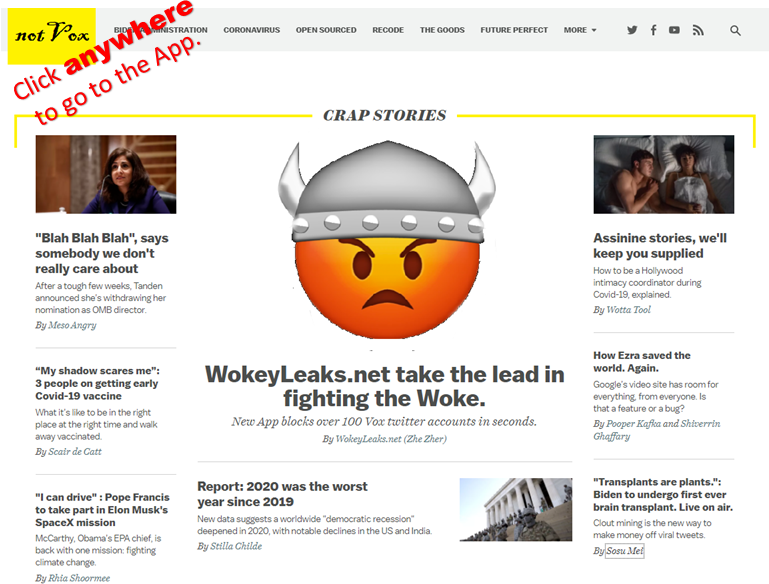 not Vox
BIDEN ADMINISTRATION CORONAVIRUS OPEN SOURCED RECODE THE GOODS FUTURE PERFECT MORE
Click anywhere
to go to the App.
CRAP STORIES
"Blah Blah Blah", says
somebody we don't
really care about
After a tough few weeks, Tanden
announced she's withdrawing her
nomination as OMB director.
By Meso Angry
“My shadow scares me”:
3 people on getting early
Covid-19 vaccine
What it's like to be in the right
place at the right time and walk
away vaccinated.
By Scair de Catt
"I can drive" : Pope Francis
to take part in Elon Musk's
SpaceX mission
McCarthy, Obama's EPA chief, is
back with one mission: fighting
climate change.
By Rhia Shoormee
WokeyLeaks.net take the lead in
fighting the Woke.
New App blocks over 100 Vox twitter accounts in seconds.
By WokeyLeaks.net (Zhe Zher)
Report: 2020 was the worst
year since 2019
New data suggests a worldwide "democratic recession"
deepened in 2020, with notable declines in the US and India.
By Stilla Childe
Assinine stories, we'll
keep you supplied
How to be a Hollywood
intimacy coordinator during
Covid-19, explained.
By Wotta Tool
How Ezra saved the
world. Again.
Google's video site has room for
everything, from everyone. Is
that a feature or a bug?
By Pooper Kafka and Shiverrin
Ghaffary
"Transplants are plants.":
Biden to undergo first ever
brain transplant. Live on air.
Clout mining is the new way to
make money off viral tweets.
By Sosu Mei